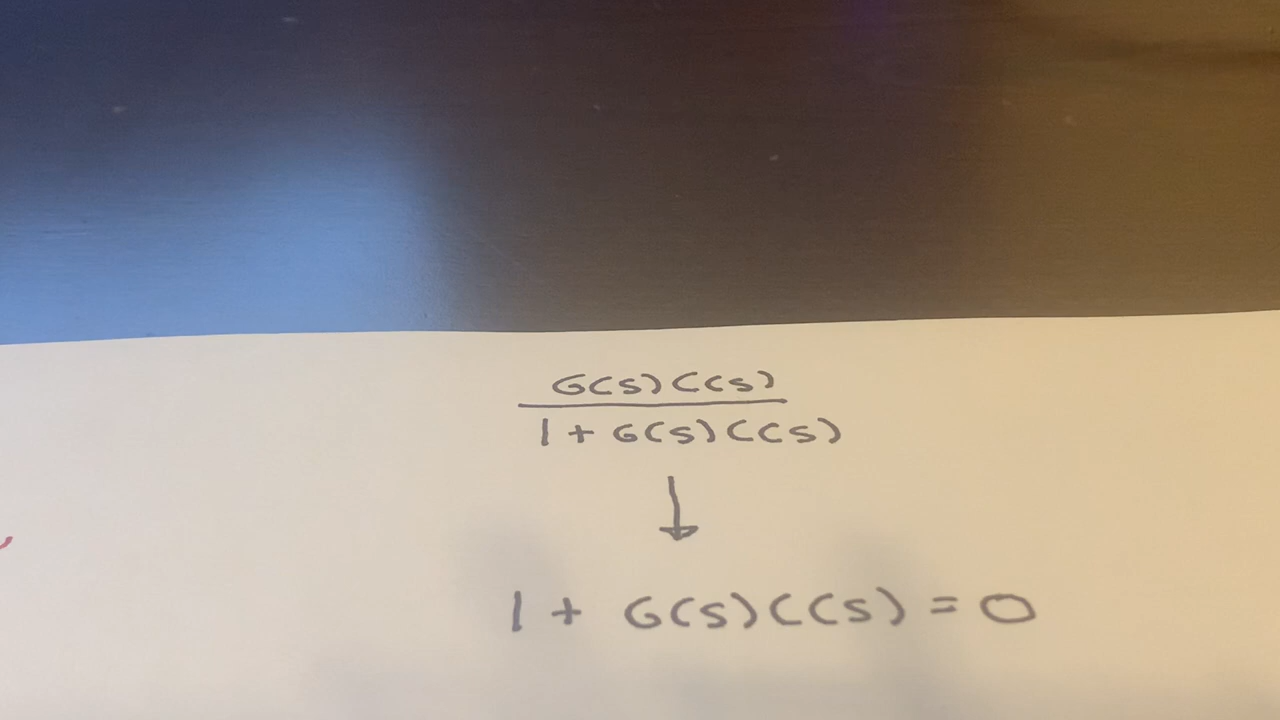 G(s)C(s)
1 + G(s)C(s)
↓
1 + G(s)C(s) = 0